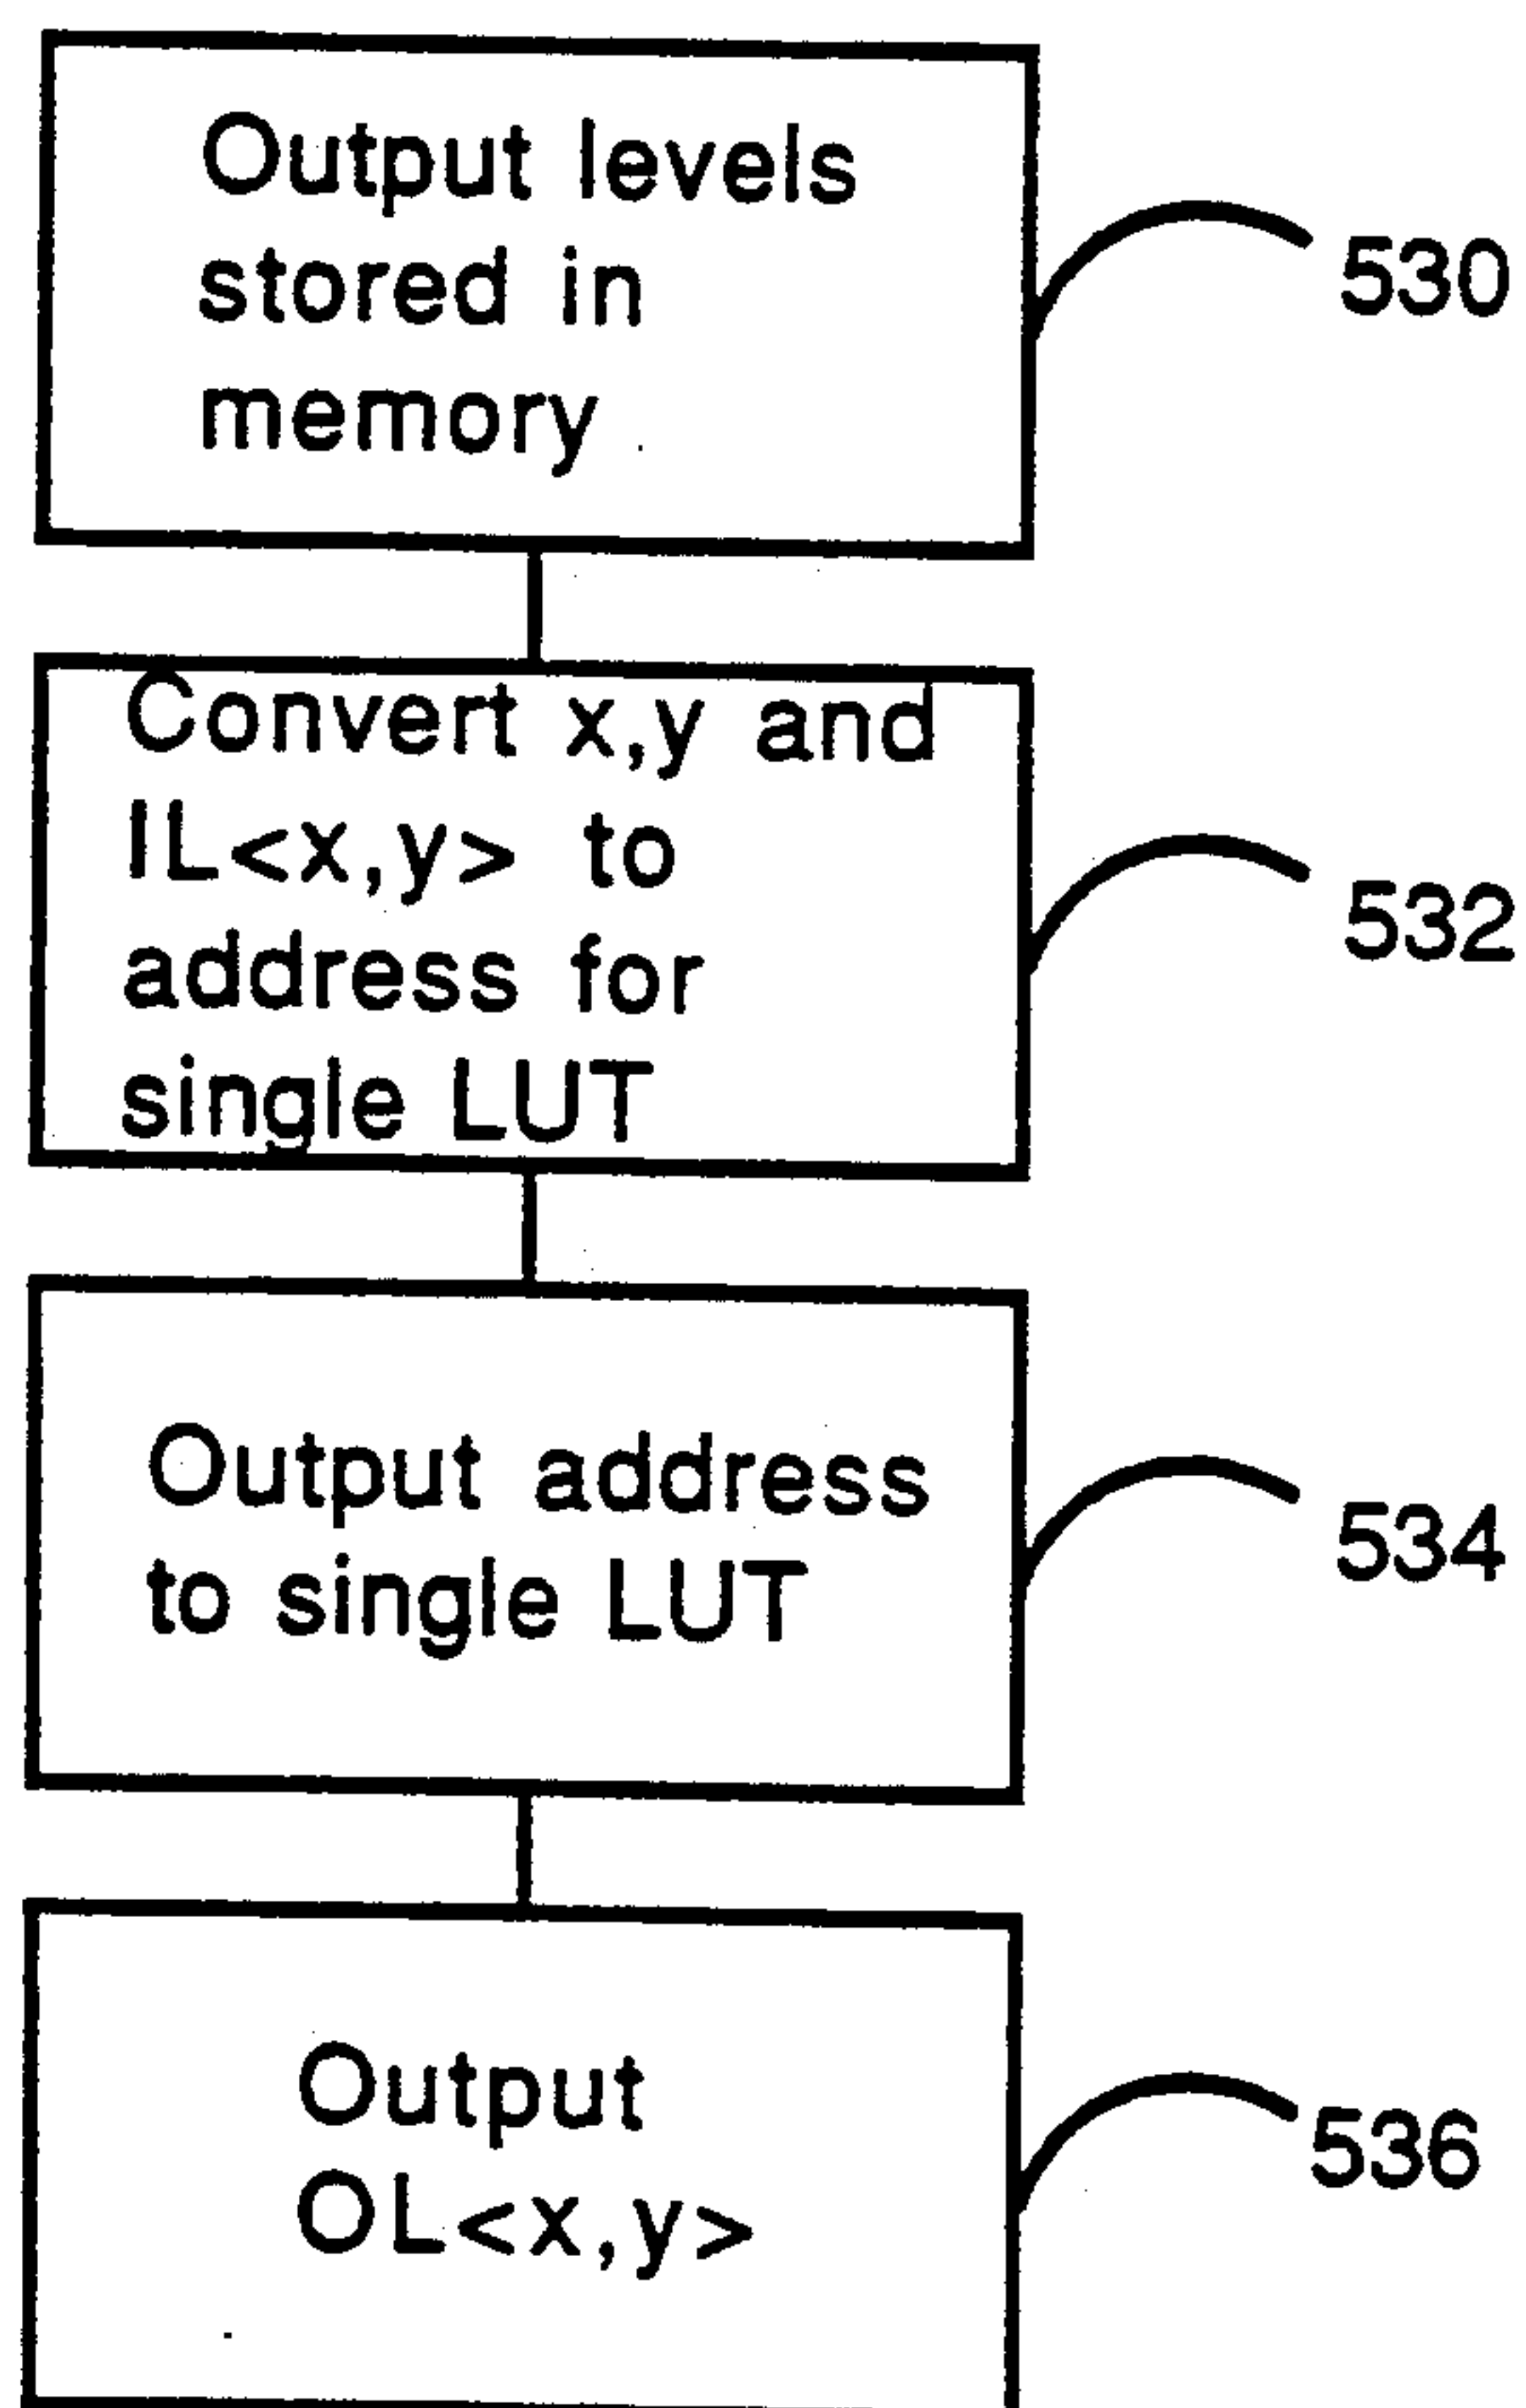 Output levels
stored in
memory
530
Convert x,y and
IL<x,y> to
address for
single LUT
532
Output address
to single LUT
534
Output
OL<x,y>
536